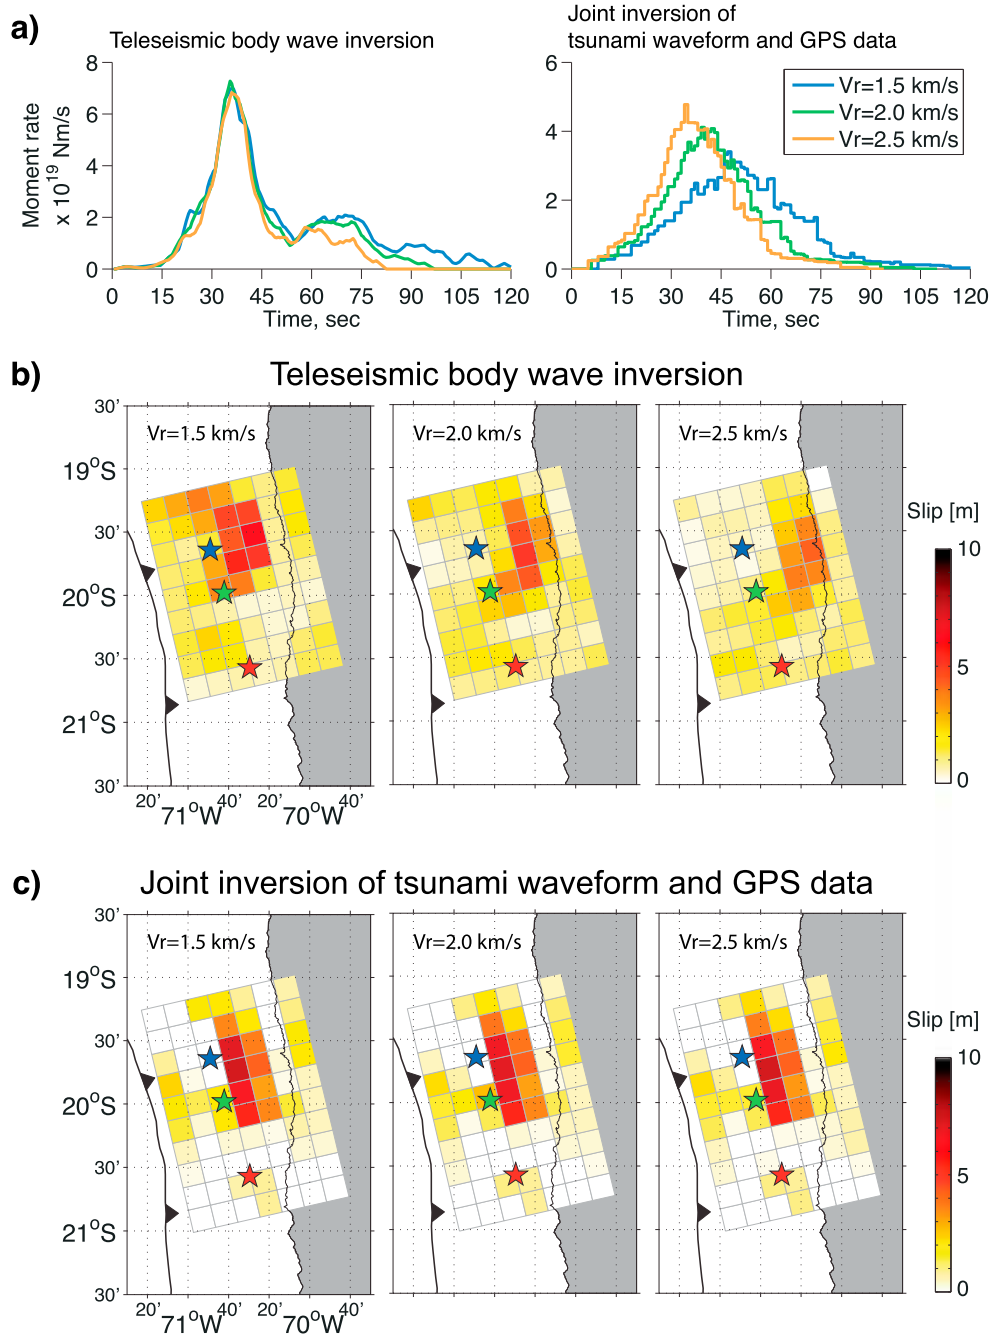 a)
Teleseismic body wave inversion
Joint inversion of
tsunami waveform and GPS data
Moment rate
x 10¹⁹ Nm/s
8
6
4
2
0
0 15 30 45 60 75 90 105 120
Time, sec
6
4
2
0
0 15 30 45 60 75 90 105 120
Time, sec
Vr=1.5 km/s
Vr=2.0 km/s
Vr=2.5 km/s
b)
Teleseismic body wave inversion
Vr=1.5 km/s
Vr=2.0 km/s
Vr=2.5 km/s
30'
19°S
30'
20°S
30'
21°S
30'
20' 71°W 40' 20' 70°W 40'
Slip [m]
10
5
0
c)
Joint inversion of tsunami waveform and GPS data
Vr=1.5 km/s
Vr=2.0 km/s
Vr=2.5 km/s
30'
19°S
30'
20°S
30'
21°S
30'
20' 71°W 40' 20' 70°W 40'
Slip [m]
10
5
0